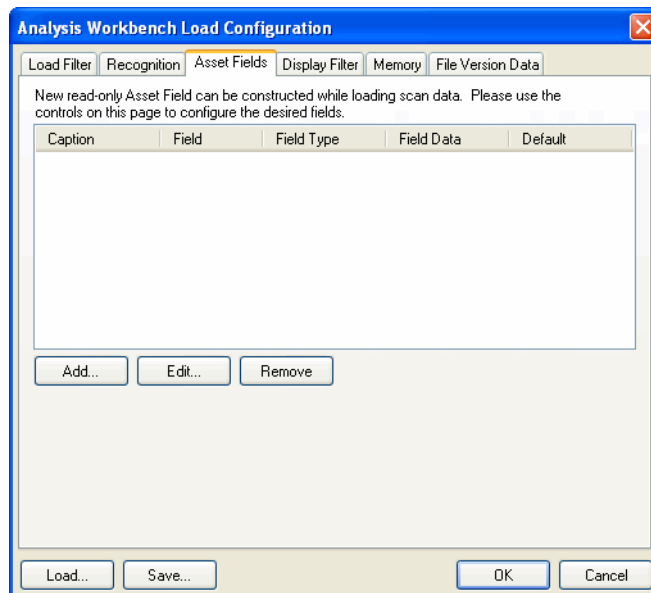 Analysis Workbench Load Configuration
Load Filter Recognition Asset Fields Display Filter Memory File Version Data
New read-only Asset Field can be constructed while loading scan data. Please use the
controls on this page to configure the desired fields.
Caption Field Field Type Field Data Default
Add... Edit... Remove
Load... Save... OK Cancel